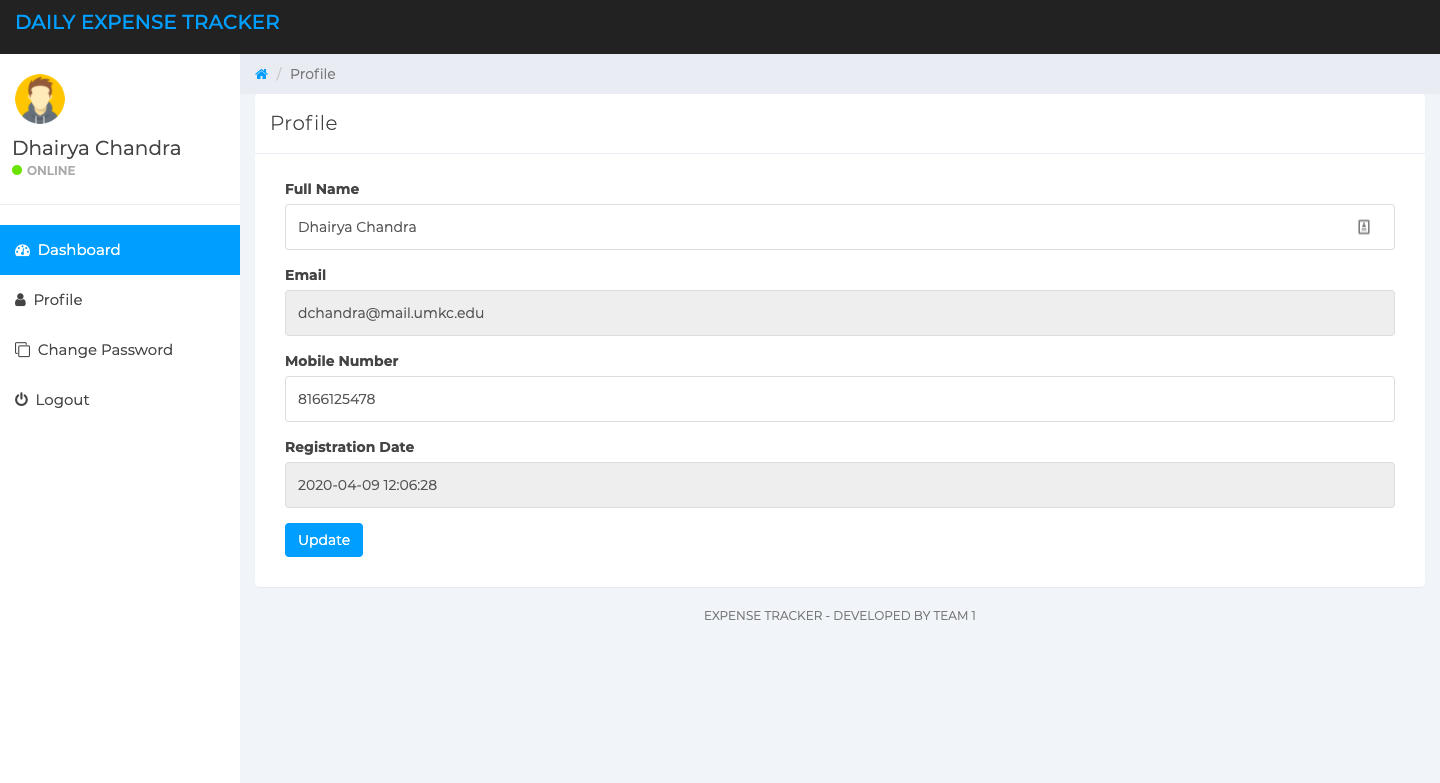 DAILY EXPENSE TRACKER
Dhairya Chandra
ONLINE
Dashboard
Profile
Change Password
Logout
/ Profile
Profile
Full Name
Dhairya Chandra
Email
dchandra@mail.umkc.edu
Mobile Number
8166125478
Registration Date
2020-04-09 12:06:28
Update
EXPENSE TRACKER - DEVELOPED BY TEAM 1